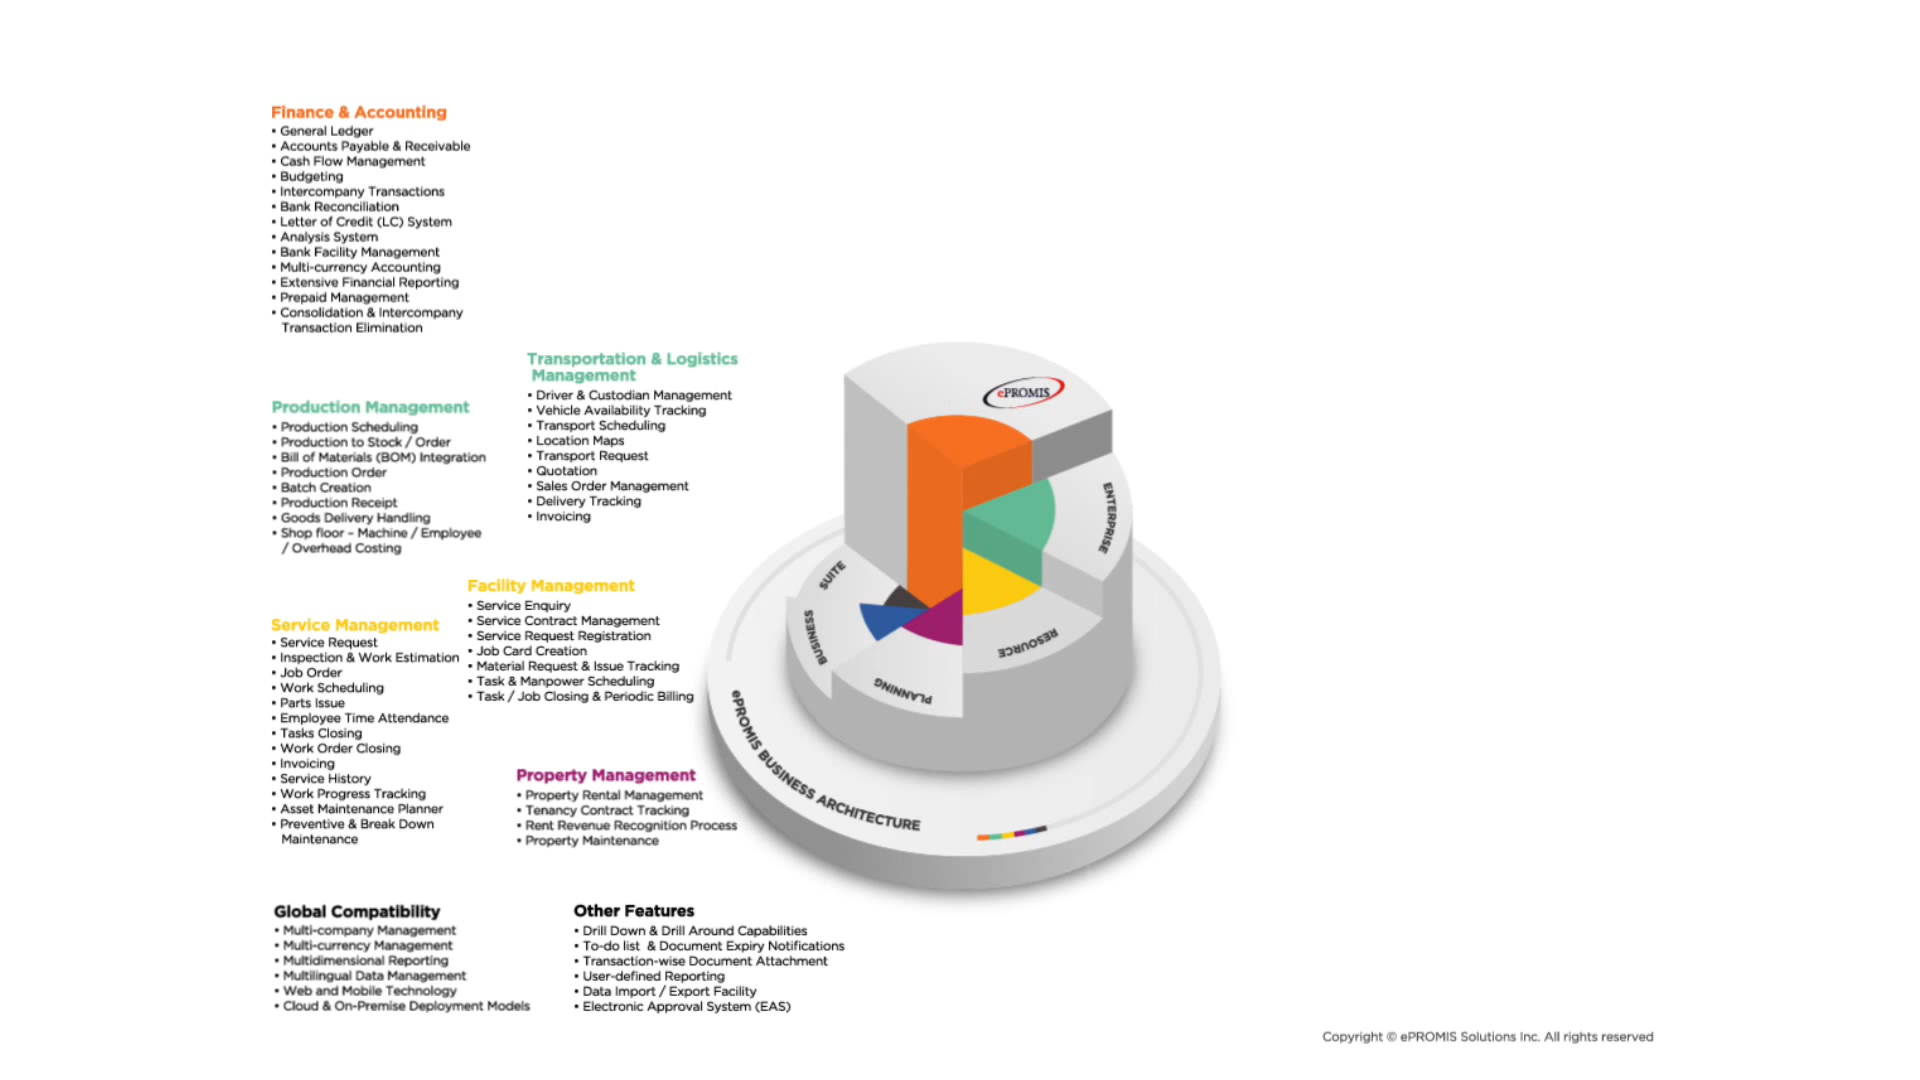 Finance & Accounting
• General Ledger
• Accounts Payable & Receivable
• Cash Flow Management
• Budgeting
• Intercompany Transactions
• Bank Reconciliation
• Letter of Credit (LC) System
• Analysis System
• Bank Facility Management
• Multi-currency Accounting
• Extensive Financial Reporting
• Prepaid Management
• Consolidation & Intercompany
Transaction Elimination
Production Management
• Production Scheduling
• Production to Stock / Order
• Bill of Materials (BOM) Integration
• Production Order
• Batch Creation
• Production Receipt
• Goods Delivery Handling
• Shop floor – Machine / Employee
/ Overhead Costing
Transportation & Logistics
Management
• Driver & Custodian Management
• Vehicle Availability Tracking
• Transport Scheduling
• Location Maps
• Transport Request
• Quotation
• Sales Order Management
• Delivery Tracking
• Invoicing
Service Management
• Service Request
• Inspection & Work Estimation
• Job Order
• Work Scheduling
• Parts Issue
• Employee Time Attendance
• Tasks Closing
• Work Order Closing
• Invoicing
• Service History
• Work Progress Tracking
• Asset Maintenance Planner
• Preventive & Break Down
Maintenance
Facility Management
• Service Enquiry
• Service Contract Management
• Service Request Registration
• Job Card Creation
• Material Request & Issue Tracking
• Task & Manpower Scheduling
• Task / Job Closing & Periodic Billing
Property Management
• Property Rental Management
• Tenancy Contract Tracking
• Rent Revenue Recognition Process
• Property Maintenance
ePROMIS
ENTERPRISE
RESOURCE
PLANNING
BUSINESS
SUITE
ePROMIS BUSINESS ARCHITECTURE
Global Compatibility
• Multi-company Management
• Multi-currency Management
• Multidimensional Reporting
• Multilingual Data Management
• Web and Mobile Technology
• Cloud & On-Premise Deployment Models
Other Features
• Drill Down & Drill Around Capabilities
• To-do list & Document Expiry Notifications
• Transaction-wise Document Attachment
• User-defined Reporting
• Data Import / Export Facility
• Electronic Approval System (EAS)
Copyright © ePROMIS Solutions Inc. All rights reserved